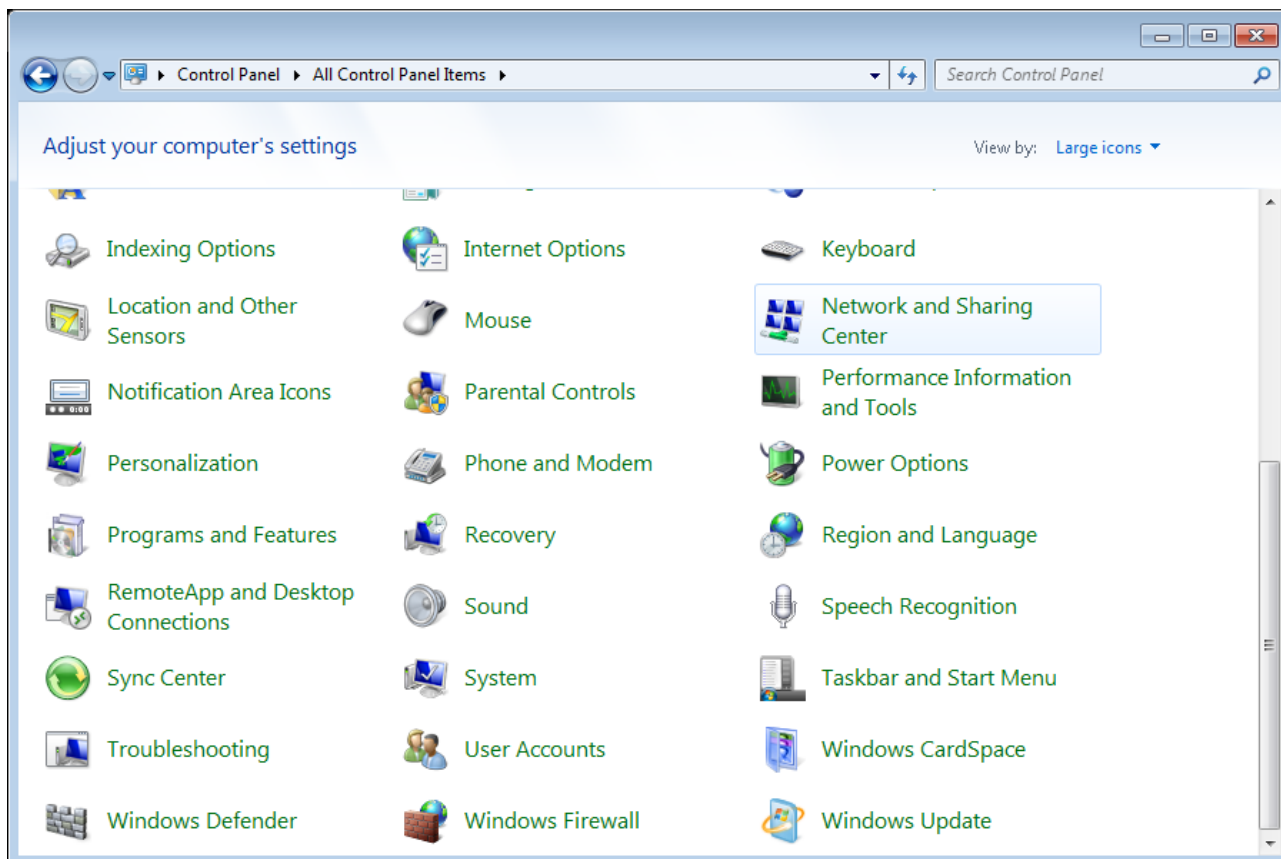 Control Panel All Control Panel Items
Search Control Panel
Adjust your computer's settings
View by: Large icons
Indexing Options
Internet Options
Keyboard
Location and Other
Sensors
Mouse
Network and Sharing
Center
Notification Area Icons
Parental Controls
Performance Information
and Tools
Personalization
Phone and Modem
Power Options
Programs and Features
Recovery
Region and Language
RemoteApp and Desktop
Connections
Sound
Speech Recognition
Sync Center
System
Taskbar and Start Menu
Troubleshooting
User Accounts
Windows CardSpace
Windows Defender
Windows Firewall
Windows Update